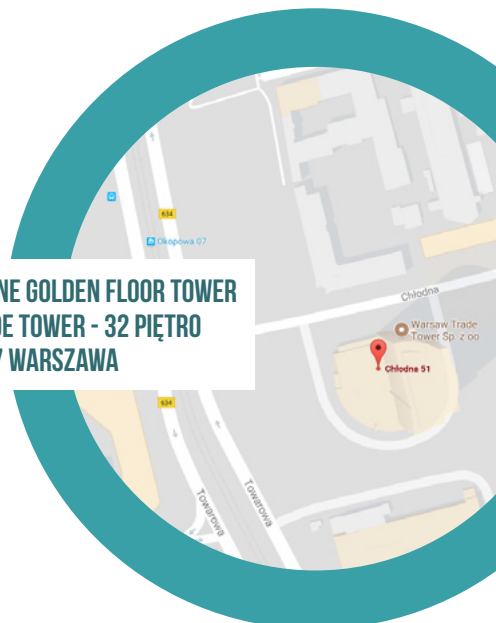 634
Okopowa 07
NE GOLDEN FLOOR TOWER
DE TOWER - 32 PIĘTRO
WARSZAWA
Chłodna
Warsaw Trade
Tower Sp. z oo
Chłodna 51
634
Towarowa
Towarowa